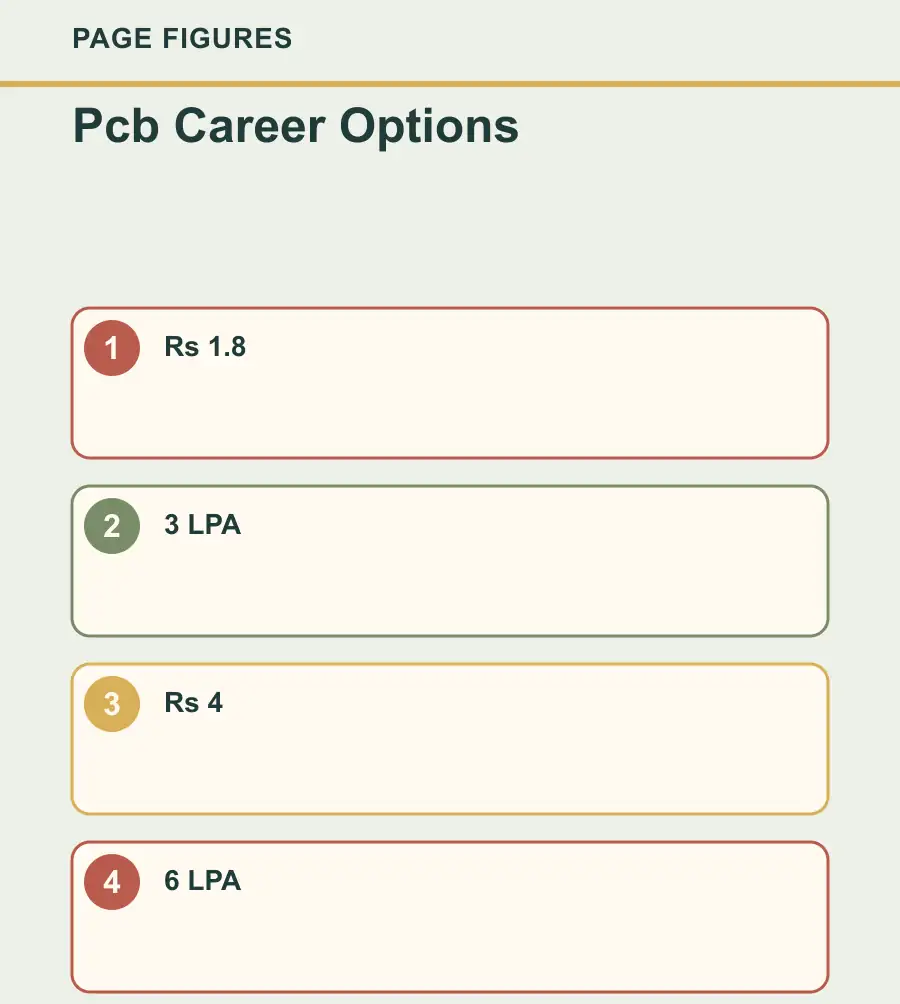 PAGE FIGURES
Pcb Career Options
1 Rs 1.8
2 3 LPA
3 Rs 4
4 6 LPA